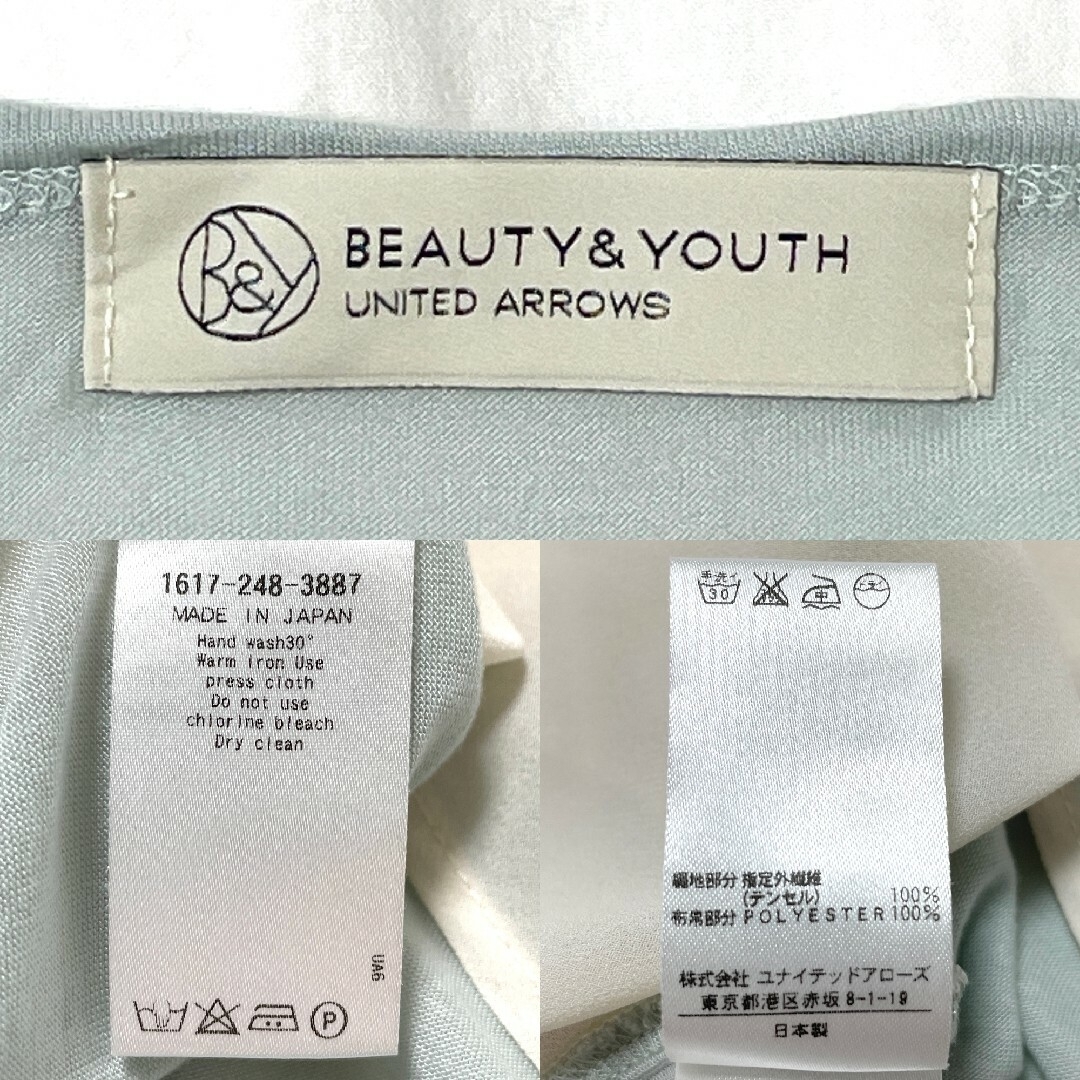 B&Y
BEAUTY&YOUTH
UNITED ARROWS
1617-248-3887
MADE IN JAPAN
Hand wash30°
Warm iron Use
press cloth
Do not use
chlorine bleach
Dry clean
UA6
P
手洗イ
30
中
編地部分 指定外繊維
(テンセル) 100%
布帛部分 POLYESTER 100%
株式会社 ユナイテッドアローズ
東京都港区赤坂 8-1-19
日本製